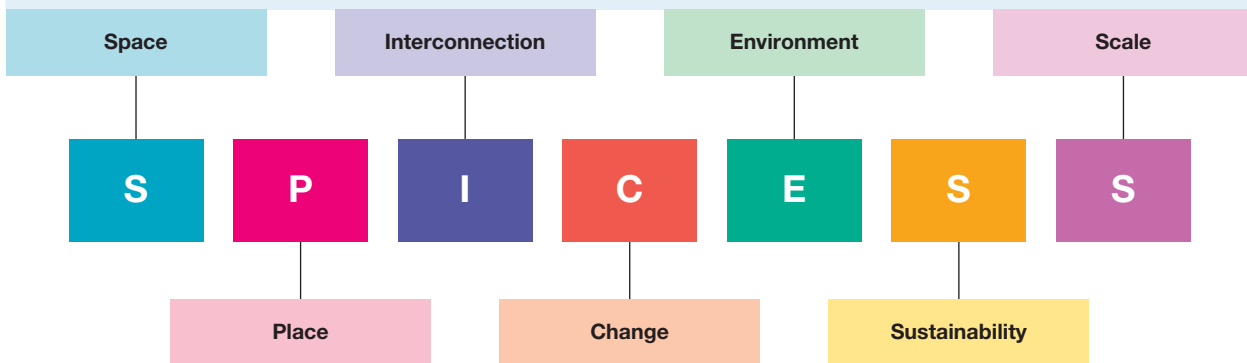 Space Interconnection Environment Scale
S P I C E S S
Place Change Sustainability